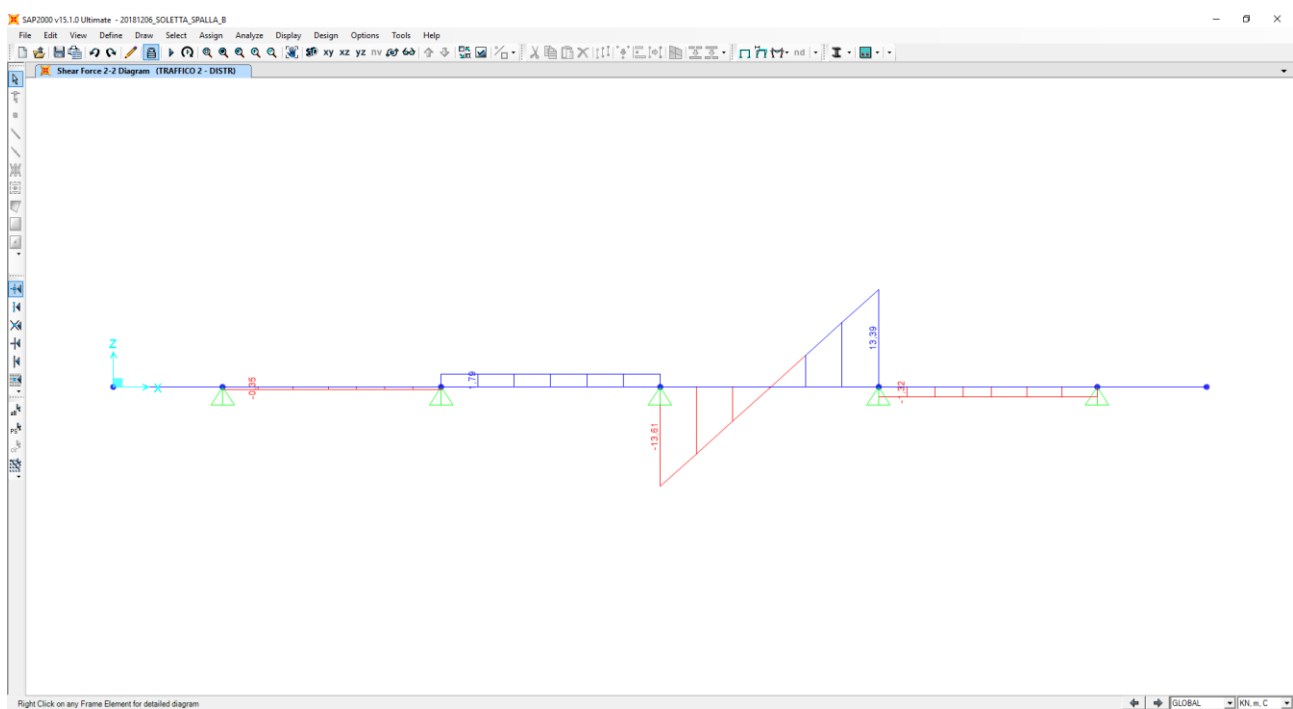 SAP2000 v15.1.0 Ultimate - 20181206_SOLETTA_SPALLA_B
File Edit View Define Draw Select Assign Analyze Display Design Options Tools Help
xy xz yz nv nd
Shear Force 2-2 Diagram (TRAFFICO 2 - DISTR)
Z
X
-0,35
1,79
-13,61
13,39
-1,32
Right Click on any Frame Element for detailed diagram
GLOBAL
KN, m, C